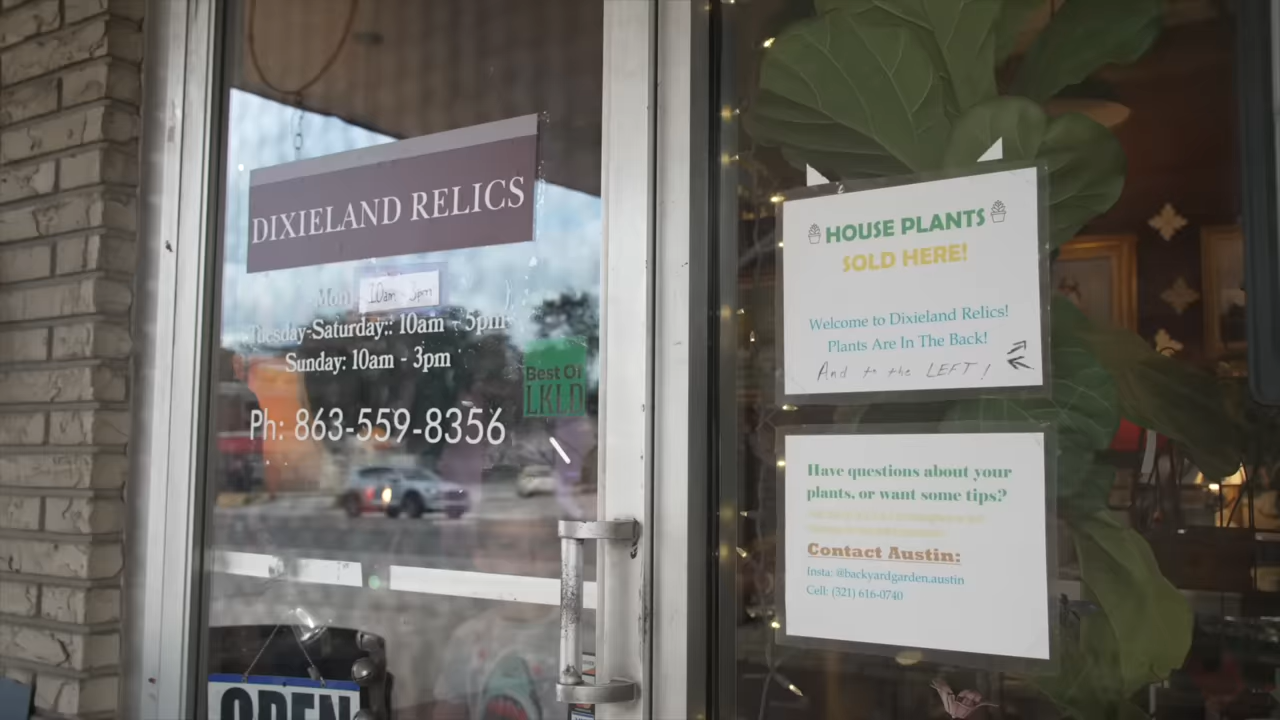 DIXIELAND RELICS
Mon 10am - 3pm
Tuesday-Saturday:: 10am - 5pm
Sunday: 10am - 3pm
Ph: 863-559-8356
Best Of
LKLD
OPEN
HOUSE PLANTS
SOLD HERE!
Welcome to Dixieland Relics!
Plants Are In The Back!
And to the LEFT!
Have questions about your
plants, or want some tips?
Contact Austin:
Insta: @backyardgarden.austin
Cell: (321) 616-0740